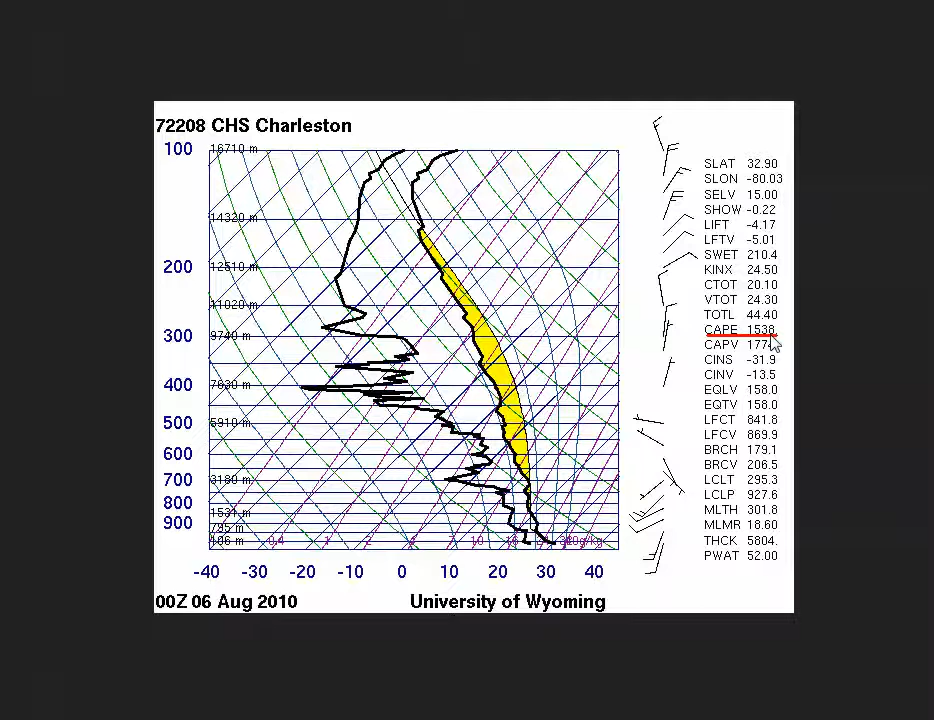 72208 CHS Charleston
100
16710 m
14320 m
200
12510 m
11020 m
300
9740 m
400
7630 m
500
5910 m
600
700
3180 m
800
1531 m
900
795 m
106 m
0.4
1
2
4
7
10
16
g/kg
-40 -30 -20 -10 0 10 20 30 40
00Z 06 Aug 2010
University of Wyoming
SLAT 32.90
SLON -80.03
SELV 15.00
SHOW -0.22
LIFT -4.17
LFTV -5.01
SWET 210.4
KINX 24.50
CTOT 20.10
VTOT 24.30
TOTL 44.40
CAPE 1538.
CAPV
CINS -31.9
CINV -13.5
EQLV 158.0
EQTV 158.0
LFCT 841.8
LFCV 869.9
BRCH 179.1
BRCV 206.5
LCLT 295.3
LCLP 927.6
MLTH 301.8
MLMR 18.60
THCK 5804.
PWAT 52.00